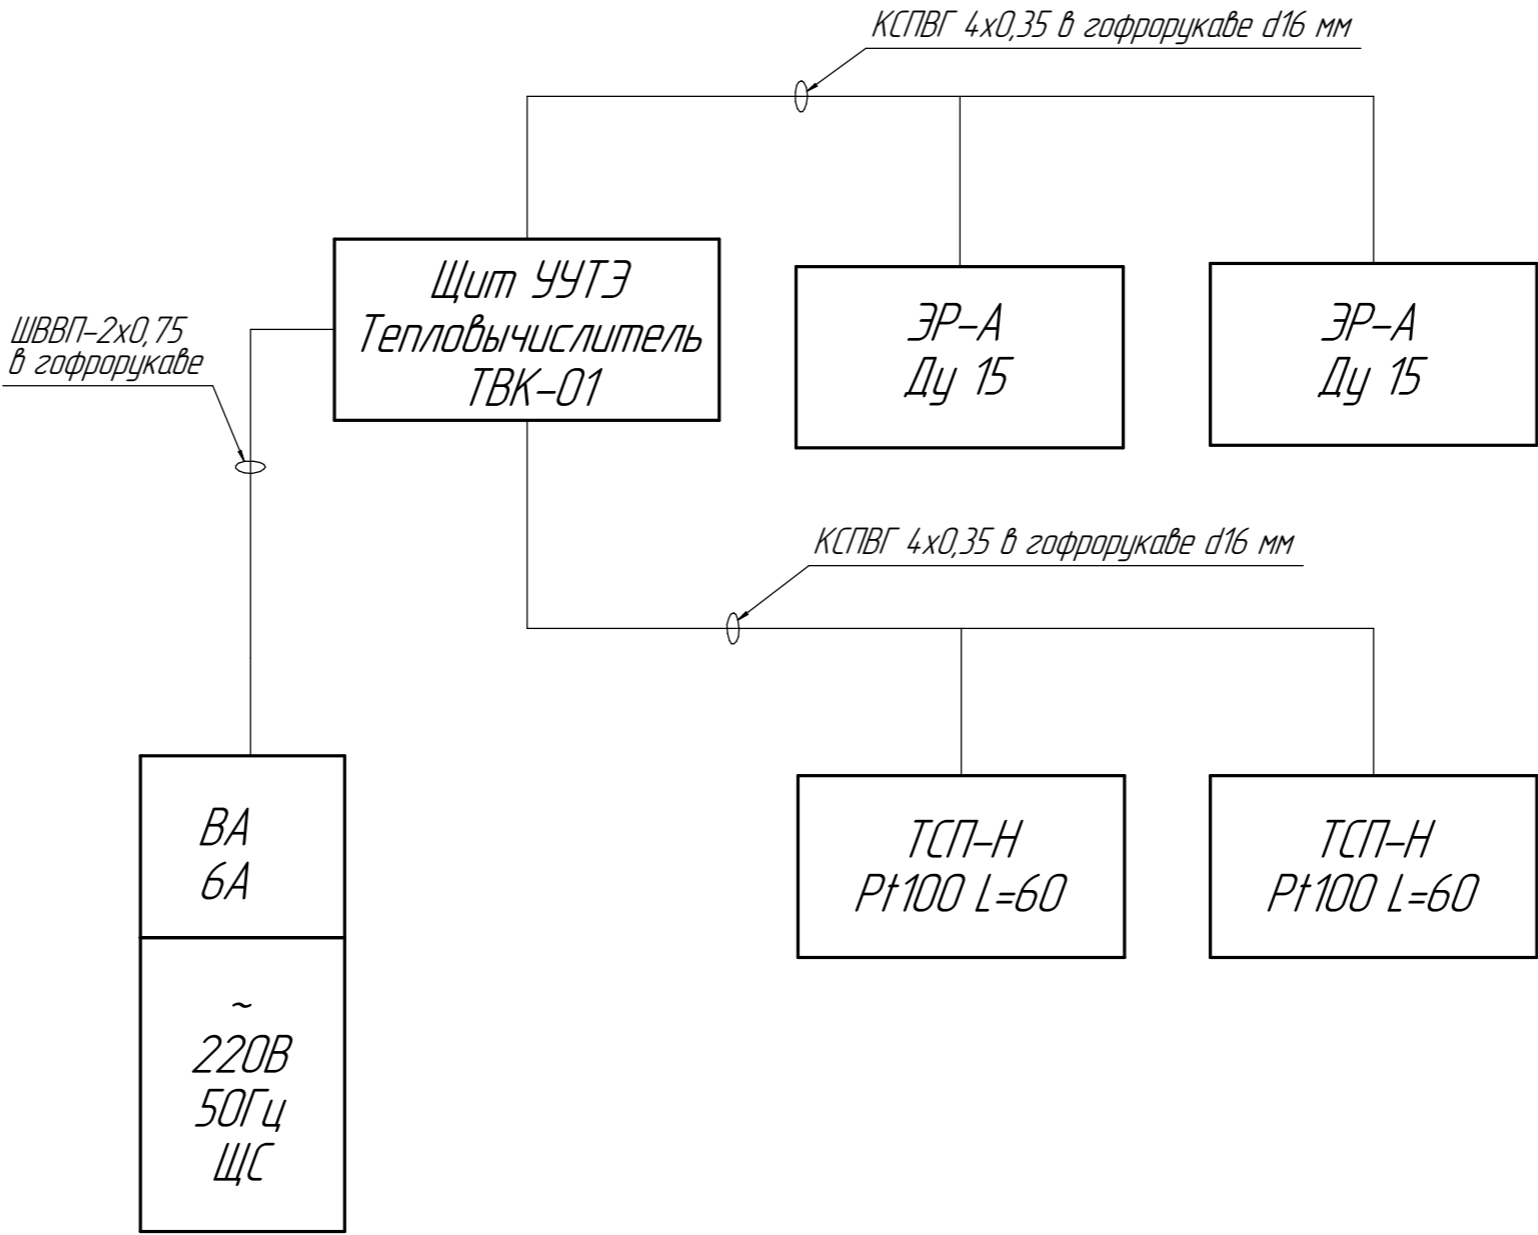 КСПВГ 4х0,35 в гофрорукаве d16 мм
Щит УУТЭ
Тепловычислитель
ТВК-01
ЭР-А
Ду 15
ЭР-А
Ду 15
ШВВП-2х0,75
в гофрорукаве
КСПВГ 4х0,35 в гофрорукаве d16 мм
ВА
6А
~
220В
50Гц
ЩС
ТСП-Н
Pt100 L=60
ТСП-Н
Pt100 L=60